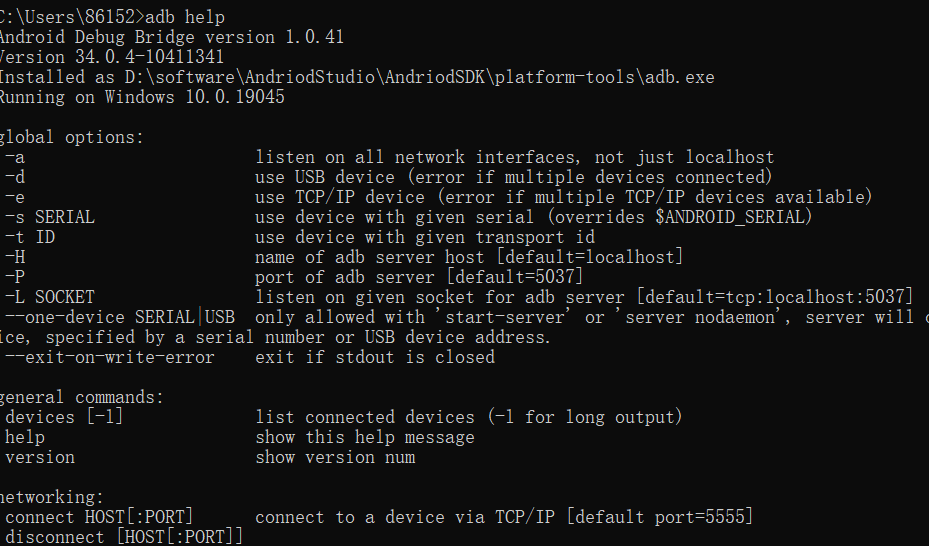 C:\Users\86152>adb help
Android Debug Bridge version 1.0.41
Version 34.0.4-10411341
Installed as D:\software\AndriodStudio\AndriodSDK\platform-tools\adb.exe
Running on Windows 10.0.19045
global options:
-a listen on all network interfaces, not just localhost
-d use USB device (error if multiple devices connected)
-e use TCP/IP device (error if multiple TCP/IP devices available)
-s SERIAL use device with given serial (overrides $ANDROID_SERIAL)
-t ID use device with given transport id
-H name of adb server host [default=localhost]
-P port of adb server [default=5037]
-L SOCKET listen on given socket for adb server [default=tcp:localhost:5037]
--one-device SERIAL|USB only allowed with 'start-server' or 'server nodaemon', server will
ice, specified by a serial number or USB device address.
--exit-on-write-error exit if stdout is closed
general commands:
devices [-l] list connected devices (-l for long output)
help show this help message
version show version num
networking:
connect HOST[:PORT] connect to a device via TCP/IP [default port=5555]
disconnect [HOST[:PORT]]